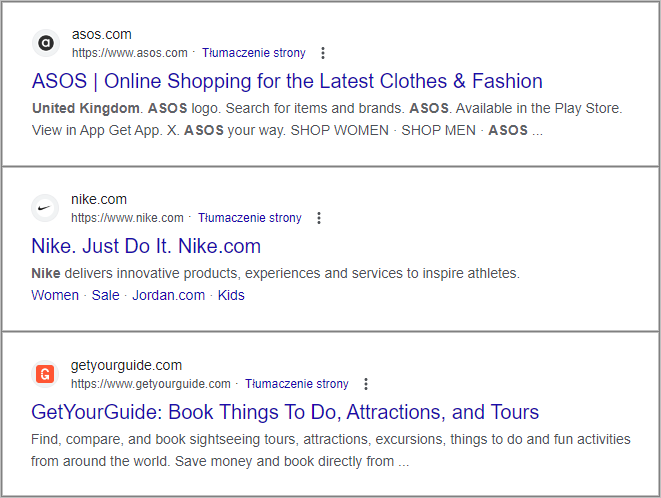 asos.com
https://www.asos.com · Tłumaczenie strony
ASOS | Online Shopping for the Latest Clothes & Fashion
United Kingdom. ASOS logo. Search for items and brands. ASOS. Available in the Play Store.
View in App Get App. X. ASOS your way. SHOP WOMEN · SHOP MEN · ASOS ...
nike.com
https://www.nike.com · Tłumaczenie strony
Nike. Just Do It. Nike.com
Nike delivers innovative products, experiences and services to inspire athletes.
Women · Sale · Jordan.com · Kids
getyourguide.com
https://www.getyourguide.com · Tłumaczenie strony
GetYourGuide: Book Things To Do, Attractions, and Tours
Find, compare, and book sightseeing tours, attractions, excursions, things to do and fun activities
from around the world. Save money and book directly from ...